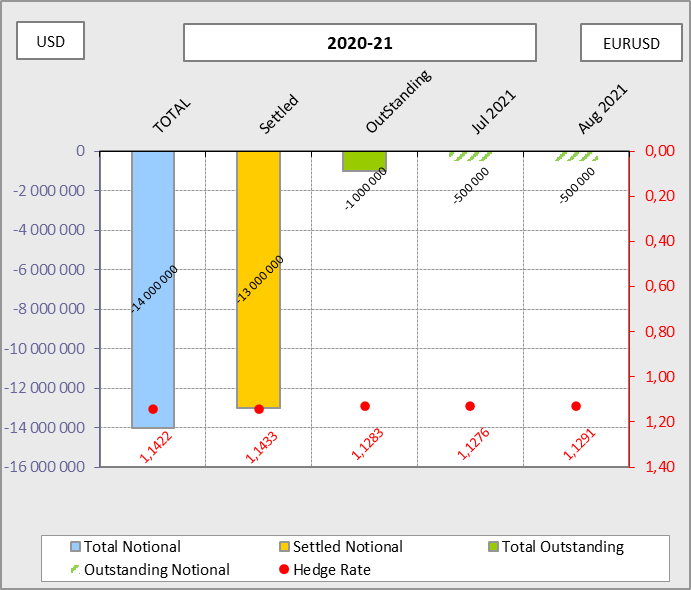 USD
2020-21
EURUSD
TOTAL
Settled
OutStanding
Jul 2021
Aug 2021
0
-2 000 000
-4 000 000
-6 000 000
-8 000 000
-10 000 000
-12 000 000
-14 000 000
-16 000 000
0,00
0,20
0,40
0,60
0,80
1,00
1,20
1,40
-14 000 000
-13 000 000
-1 000 000
-500 000
-500 000
1,1422
1,1433
1,1283
1,1276
1,1291
Total Notional
Settled Notional
Total Outstanding
Outstanding Notional
Hedge Rate